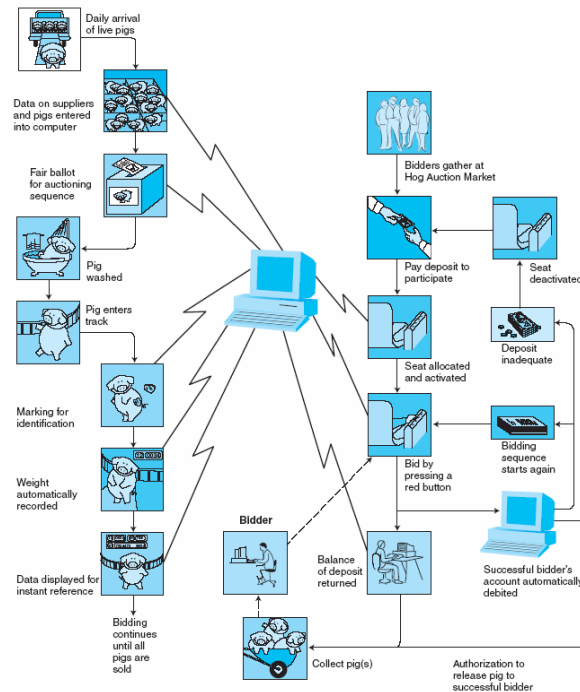 Daily arrival
of live pigs
Data on suppliers
and pigs entered
into computer
Fair ballot
for auctioning
sequence
Pig
washed
Pig enters
track
Marking for
identification
Weight
automatically
recorded
Data displayed for
instant reference
Bidding
continues
until all
pigs are
sold
Bidders gather at
Hog Auction Market
Pay deposit to
participate
Seat
deactivated
Seat allocated
and activated
Deposit
inadequate
Bid by
pressing a
red button
Bidding
sequence
starts again
Bidder
Balance
of deposit
returned
Successful bidder's
account automatically
debited
Collect pig(s)
Authorization to
release pig to
successful bidder